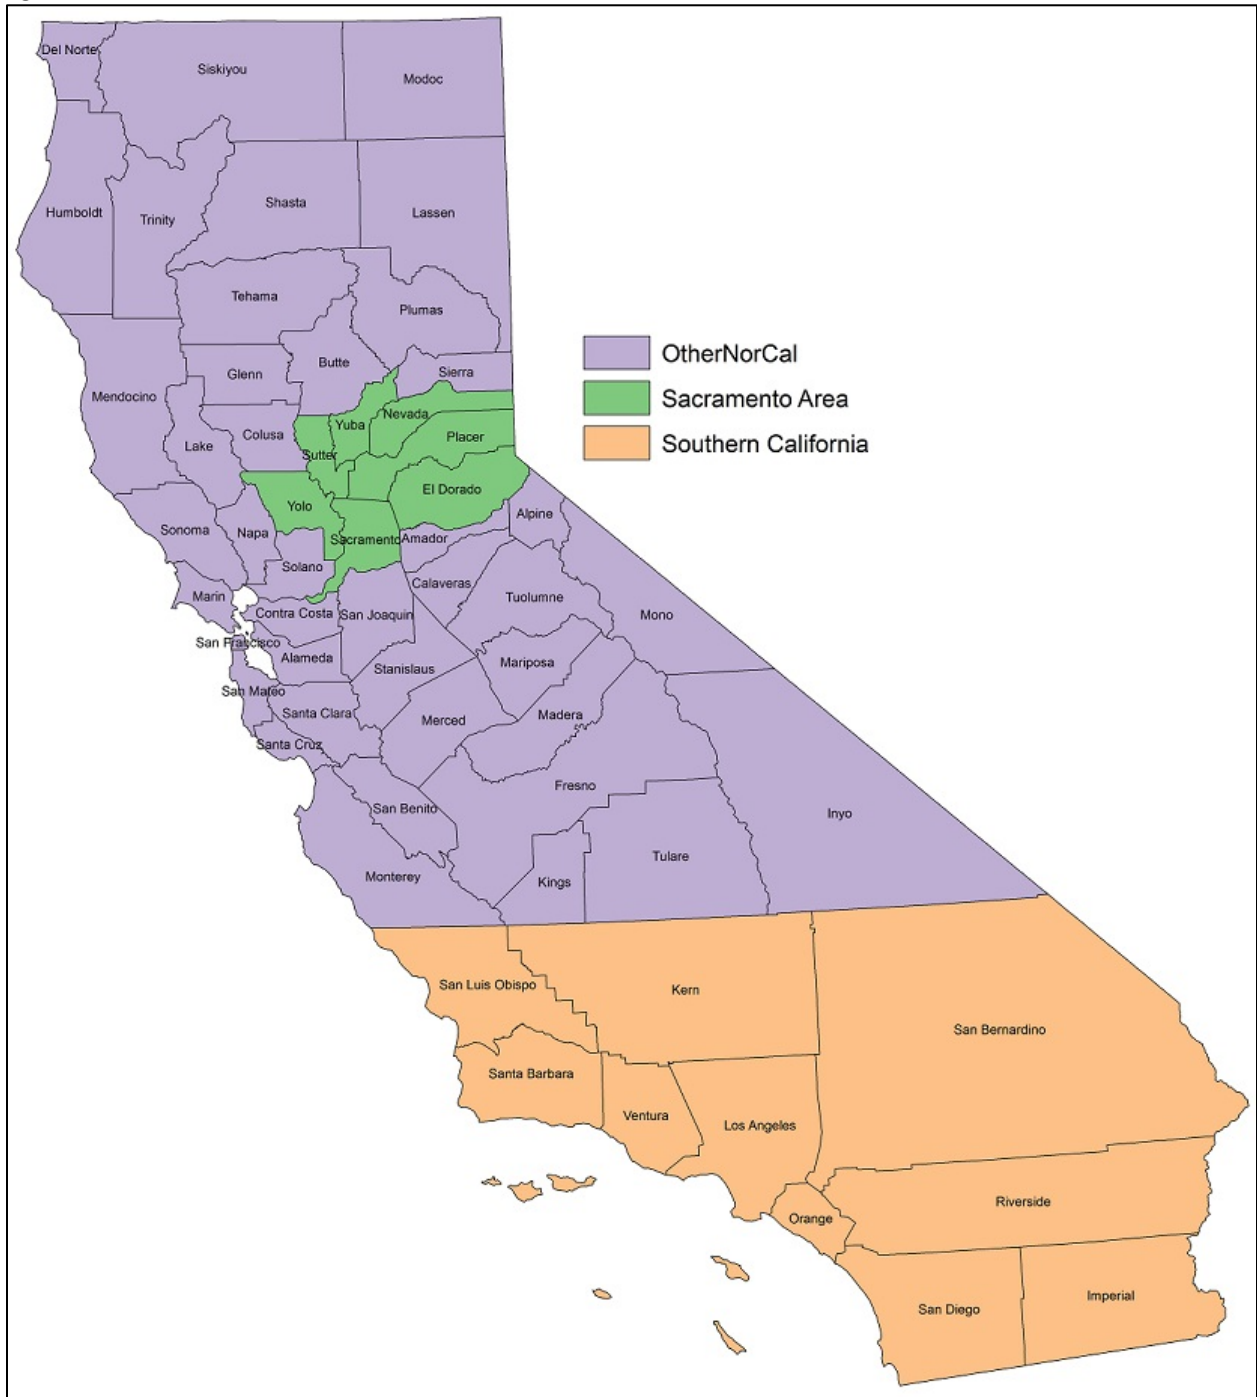 Del Norte
Siskiyou
Modoc
Humboldt
Trinity
Shasta
Lassen
Tehama
Plumas
OtherNorCal
Sacramento Area
Southern California
Mendocino
Glenn
Butte
Sierra
Lake
Colusa
Sutter
Yuba
Nevada
Placer
El Dorado
Yolo
Sonoma
Napa
Sacramento
Amador
Alpine
Solano
Marin
Contra Costa
San Joaquin
Calaveras
Tuolumne
Mono
San Francisco
Alameda
Stanislaus
Mariposa
San Mateo
Santa Clara
Merced
Madera
Santa Cruz
San Benito
Fresno
Inyo
Monterey
Kings
Tulare
San Luis Obispo
Kern
San Bernardino
Santa Barbara
Ventura
Los Angeles
Orange
Riverside
San Diego
Imperial